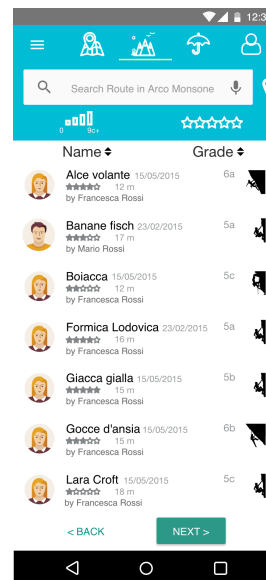 12:3
Search Route in Arco Monsone
0 9c+
Name Grade
Alce volante 15/05/2015 6a
12 m
by Francesca Rossi
Banane fisch 23/02/2015 5a
17 m
by Mario Rossi
Boiacca 15/05/2015 5c
12 m
by Francesca Rossi
Formica Lodovica 23/02/2015 5a
16 m
by Francesca Rossi
Giacca gialla 15/05/2015 5b
15 m
by Francesca Rossi
Gocce d'ansia 15/05/2015 6b
15 m
by Francesca Rossi
Lara Croft 15/05/2015 5c
18 m
by Francesca Rossi
< BACK NEXT >